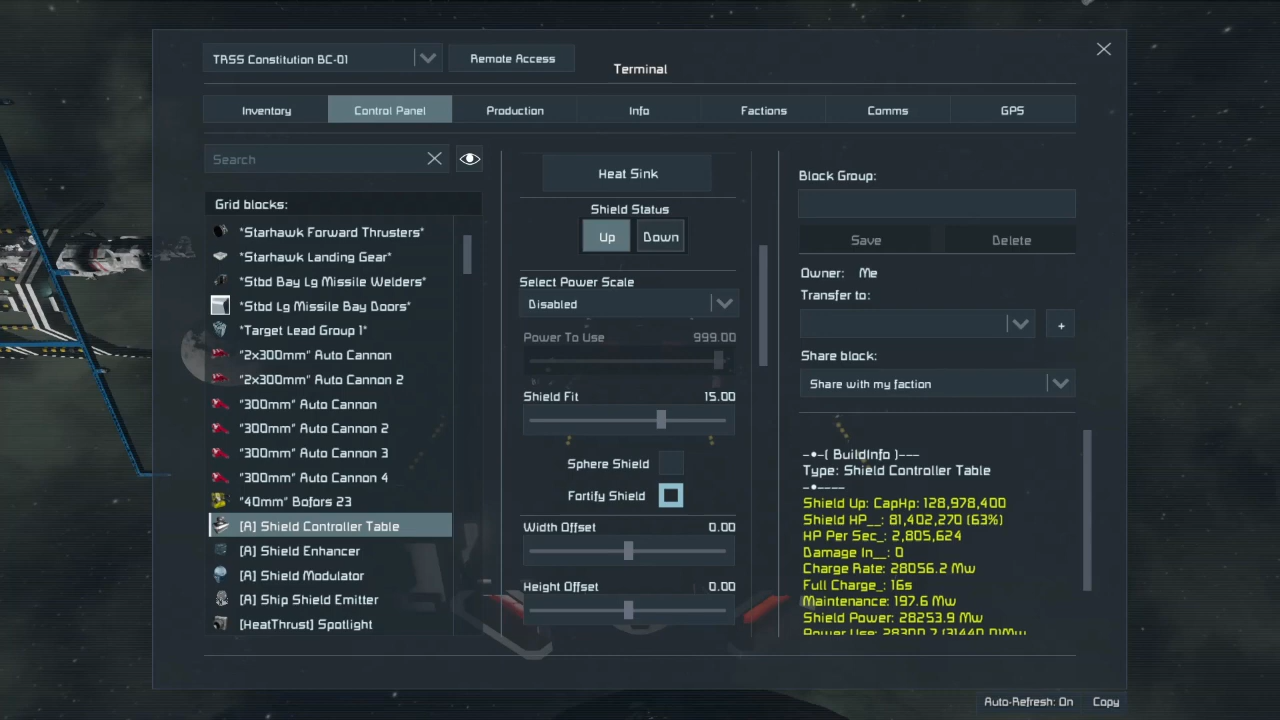 TRSS Constitution BC-01
Remote Access
Terminal
Inventory
Control Panel
Production
Info
Factions
Comms
GPS
Search
Grid blocks:
*Starhawk Forward Thrusters*
*Starhawk Landing Gear*
*Stbd Bay Lg Missile Welders*
*Stbd Lg Missile Bay Doors*
*Target Lead Group 1*
"2x300mm" Auto Cannon
"2x300mm" Auto Cannon 2
"300mm" Auto Cannon
"300mm" Auto Cannon 2
"300mm" Auto Cannon 3
"300mm" Auto Cannon 4
"40mm" Bofors 23
[A] Shield Controller Table
[A] Shield Enhancer
[A] Shield Modulator
[A] Ship Shield Emitter
[HeatThrust] Spotlight
Heat Sink
Shield Status
Up Down
Select Power Scale
Disabled
Power To Use 999.00
Shield Fit 15.00
Sphere Shield
Fortify Shield
Width Offset 0.00
Height Offset 0.00
Block Group:
Save Delete
Owner: Me
Transfer to:
+
Share block:
Share with my faction
-•-( BuildInfo )---
Type: Shield Controller Table
-•----
Shield Up: CapHp: 128,978,400
Shield HP__: 81,402,270 (63%)
HP Per Sec_: 2,805,624
Damage In__: 0
Charge Rate: 28056.2 Mw
Full Charge_: 16s
Maintenance: 197.6 Mw
Shield Power: 28253.9 Mw
Power Use: 28300.7 (31440.0)Mw
Auto-Refresh: On Copy